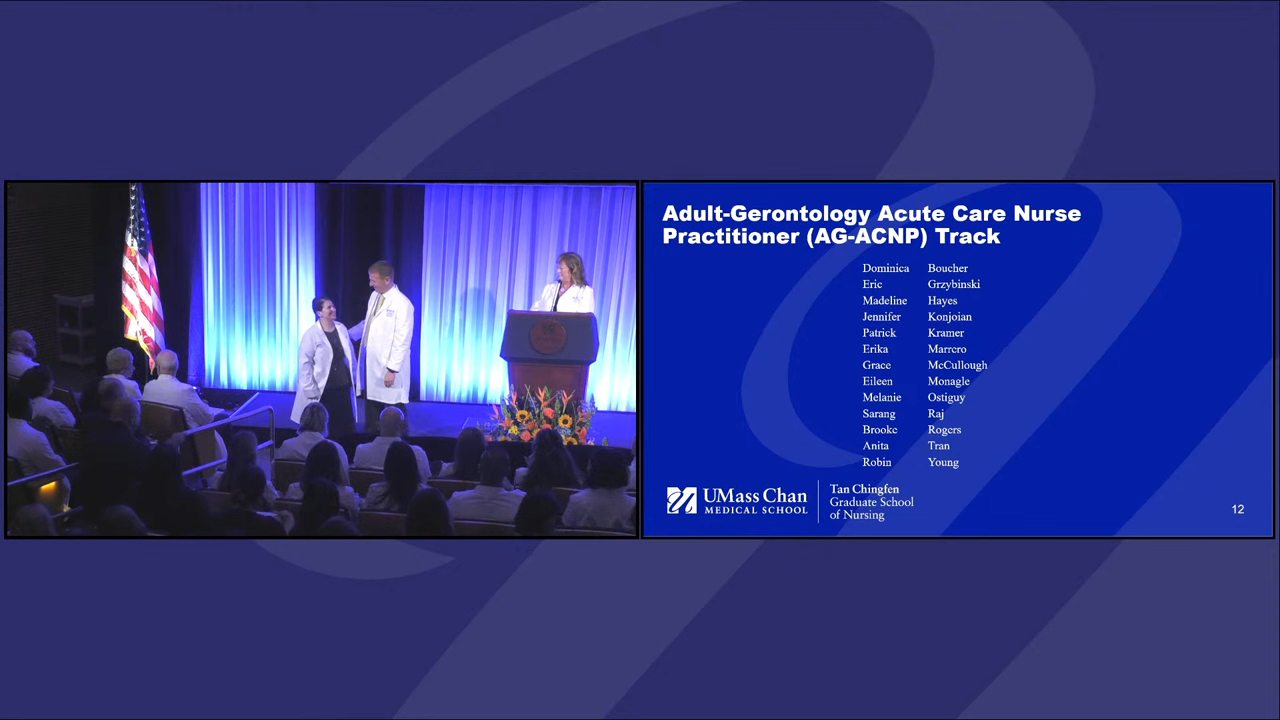 Adult-Gerontology Acute Care Nurse
Practitioner (AG-ACNP) Track
Dominica Boucher
Eric Grzybinski
Madeline Hayes
Jennifer Konjoian
Patrick Kramer
Erika Marrero
Grace McCullough
Eileen Monagle
Melanie Ostiguy
Sarang Raj
Brooke Rogers
Anita Tran
Robin Young
UMass Chan
MEDICAL SCHOOL
Tan Chingfen
Graduate School
of Nursing
12